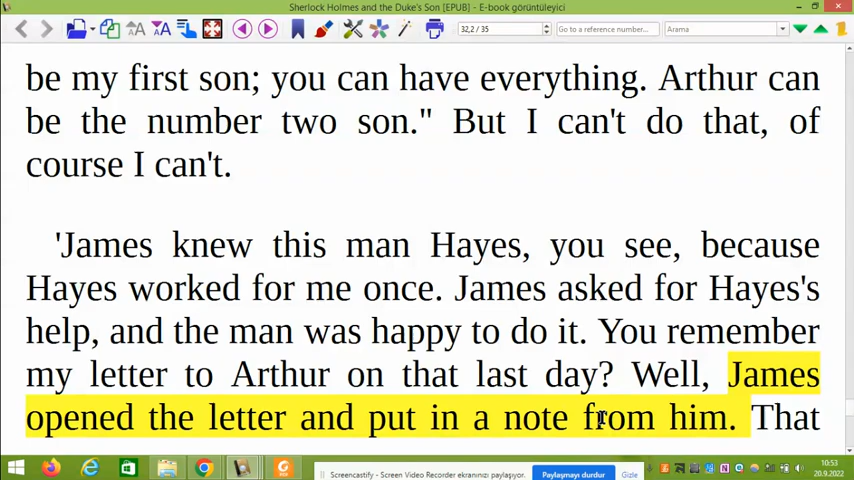 Sherlock Holmes and the Duke's Son [EPUB] - E-book görüntüleyici
32,2 / 35
Go to a reference number...
Arama
be my first son; you can have everything. Arthur can
be the number two son." But I can't do that, of
course I can't.
'James knew this man Hayes, you see, because
Hayes worked for me once. James asked for Hayes's
help, and the man was happy to do it. You remember
my letter to Arthur on that last day? Well, James
opened the letter and put in a note from him. That
Screencastify - Screen Video Recorder ekranınızı paylaşıyor.
Paylaşmayı durdur
Gizle
10:53
20.9.2022